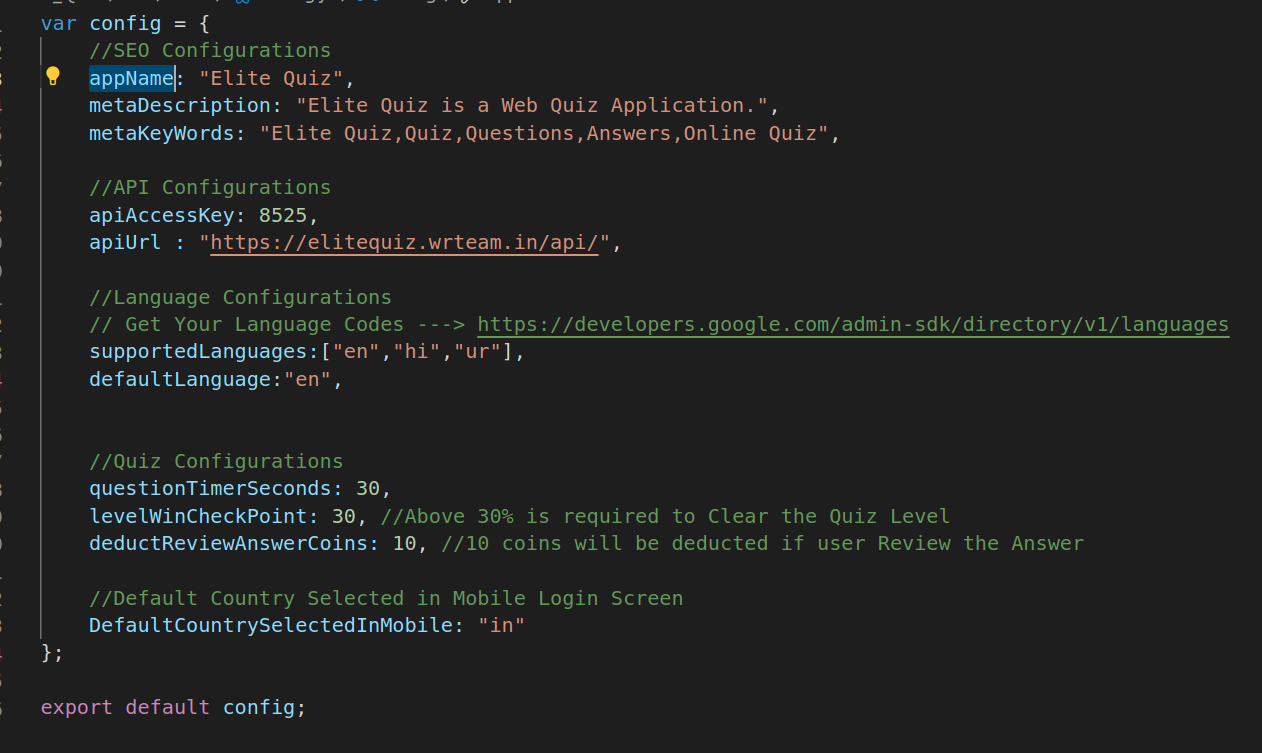 var config = {
//SEO Configurations
appName: "Elite Quiz",
metaDescription: "Elite Quiz is a Web Quiz Application.",
metaKeyWords: "Elite Quiz,Quiz,Questions,Answers,Online Quiz",
//API Configurations
apiAccessKey: 8525,
apiUrl : "https://elitequiz.wrteam.in/api/",
//Language Configurations
// Get Your Language Codes ---> https://developers.google.com/admin-sdk/directory/v1/languages
supportedLanguages:["en","hi","ur"],
defaultLanguage:"en",
//Quiz Configurations
questionTimerSeconds: 30,
levelWinCheckPoint: 30, //Above 30% is required to Clear the Quiz Level
deductReviewAnswerCoins: 10, //10 coins will be deducted if user Review the Answer
//Default Country Selected in Mobile Login Screen
DefaultCountrySelectedInMobile: "in"
};
export default config;